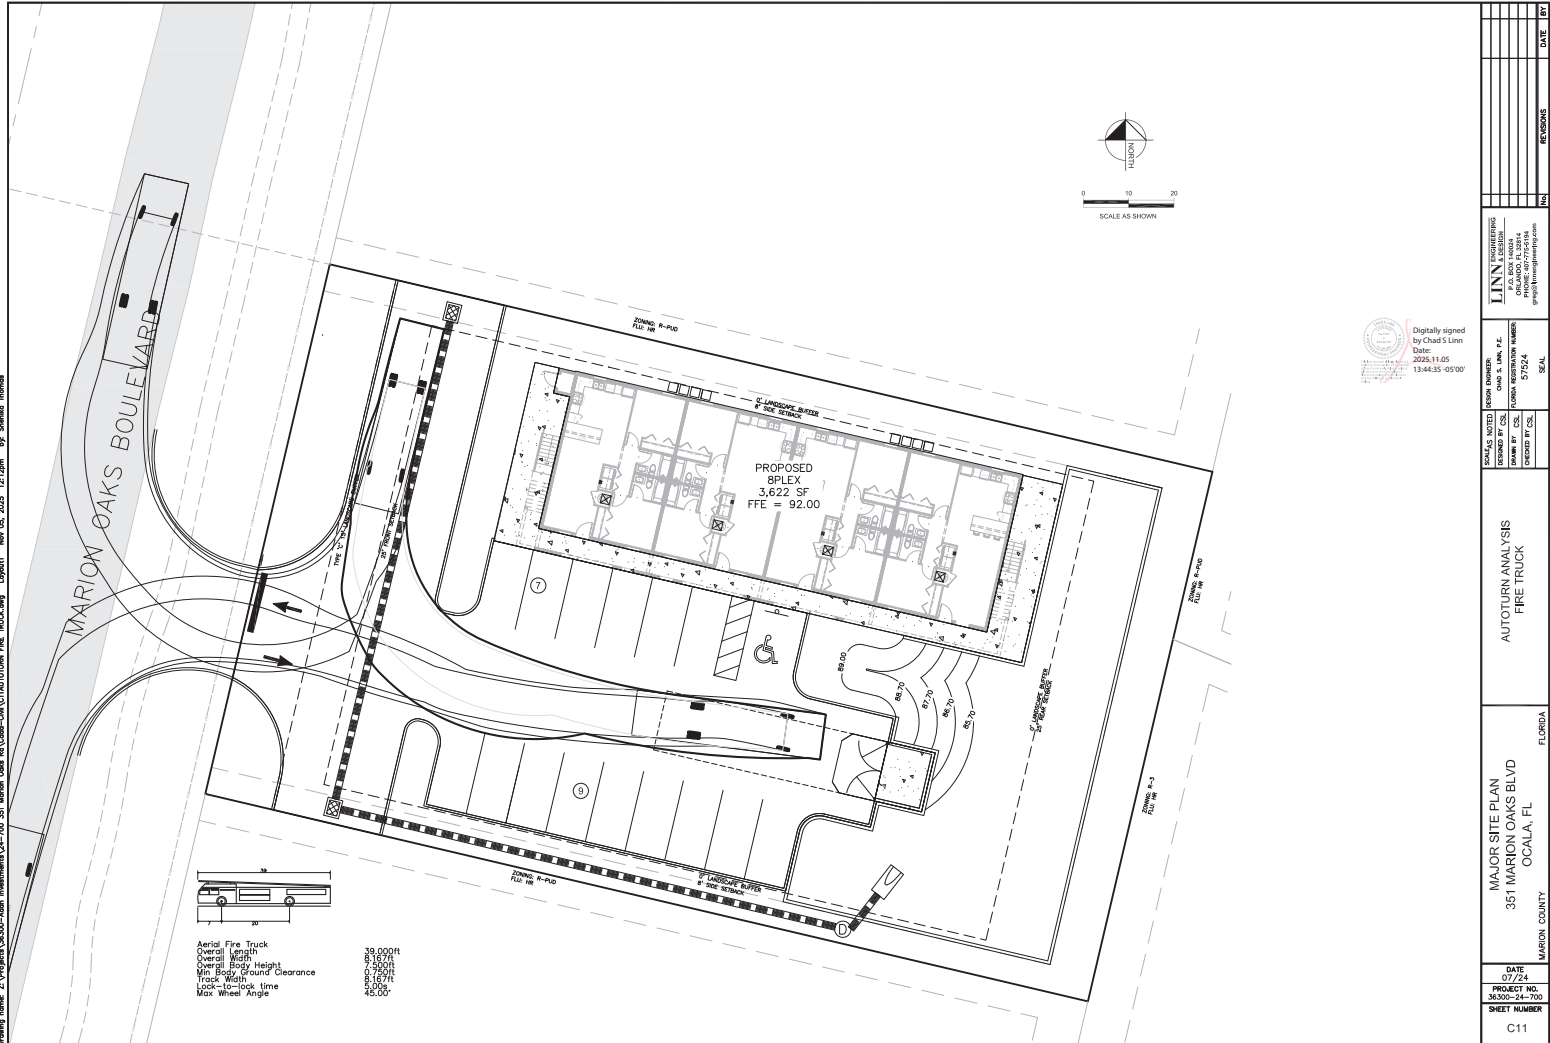 MARION OAKS BOULEVARD
NORTH
0 10 20
SCALE AS SHOWN
ZONING: R-PUD
FLU: HR
0' LANDSCAPE BUFFER
8' SIDE SETBACK
PROPOSED
8PLEX
3,622 SF
FFE = 92.00
25' FRONT SETBACK
7
9
89.00
88.70
87.70
86.70
85.70
0' LANDSCAPE BUFFER
25' REAR SETBACK
ZONING: R-PUD
FLU: HR
ZONING: R-3
FLU: HR
ZONING: R-PUD
FLU: HR
0' LANDSCAPE BUFFER
8' SIDE SETBACK
D
39
7 20
Aerial Fire Truck
Overall Length 39.000ft
Overall Width 8.167ft
Overall Body Height 7.500ft
Min Body Ground Clearance 0.750ft
Track Width 8.167ft
Lock-to-lock time 5.00s
Max Wheel Angle 45.00°
Digitally signed
by Chad S Linn
Date:
2025.11.05
13:44:35 -05'00'
No. REVISIONS DATE BY
LINN ENGINEERING
& DESIGN
P.O. BOX 140024
ORLANDO, FL 32814
DESIGN ENGINEER:
CHAD S. LINN, P.E.
FLORIDA REGISTRATION NUMBER:
57524
SEAL
SCALE AS NOTED
DESIGNED BY CSL
DRAWN BY CSL
CHECKED BY CSL
AUTOTURN ANALYSIS
FIRE TRUCK
MAJOR SITE PLAN
351 MARION OAKS BLVD
OCALA, FL
MARION COUNTY FLORIDA
DATE
07/24
PROJECT NO.
36300-24-700
SHEET NUMBER
C11